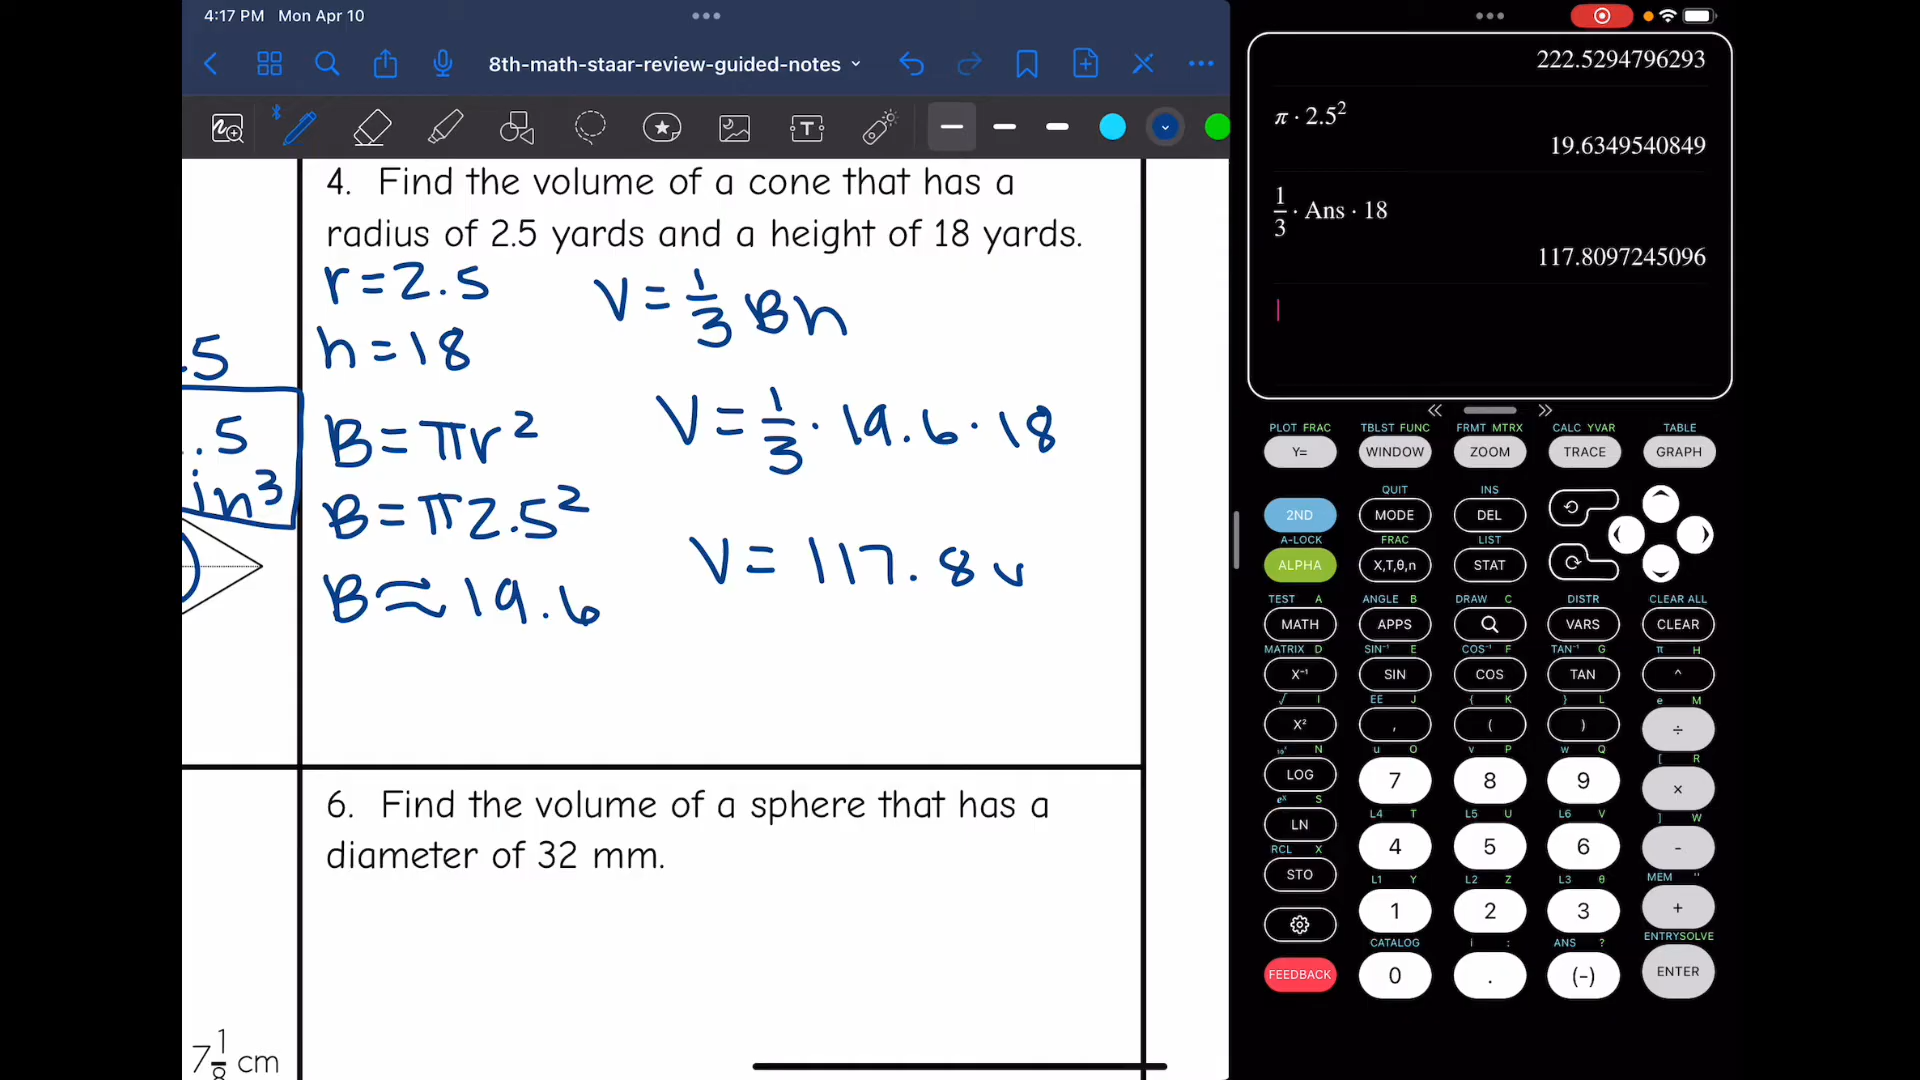 4:17 PM Mon Apr 10
8th-math-staar-review-guided-notes
4. Find the volume of a cone that has a
radius of 2.5 yards and a height of 18 yards.
r=2.5
h=18
B=πr²
B=π2.5²
B≈19.6
V=1/3 Bh
V=1/3·19.6·18
V=117.8
.5
.5
in³
6. Find the volume of a sphere that has a
diameter of 32 mm.
7 1/8 cm
222.5294796293
π·2.5²
19.6349540849
1/3·Ans·18
117.8097245096
PLOT FRAC TBLST FUNC FRMT MTRX CALC YVAR TABLE
Y= WINDOW ZOOM TRACE GRAPH
QUIT INS
2ND MODE DEL
A-LOCK FRAC LIST
ALPHA X,T,θ,n STAT
TEST A ANGLE B DRAW C DISTR CLEAR ALL
MATH APPS VARS CLEAR
MATRIX D SIN⁻¹ E COS⁻¹ F TAN⁻¹ G π H
X⁻¹ SIN COS TAN ^
√ I EE J { K } L e M
X² , ( ) ÷
N u O v P w Q [ R
LOG 7 8 9 ×
eˣ S L4 T L5 U L6 V ] W
LN 4 5 6 -
RCL X L1 Y L2 Z L3 θ MEM "
STO 1 2 3 +
CATALOG i : ANS ? ENTRY SOLVE
FEEDBACK 0 . (-) ENTER